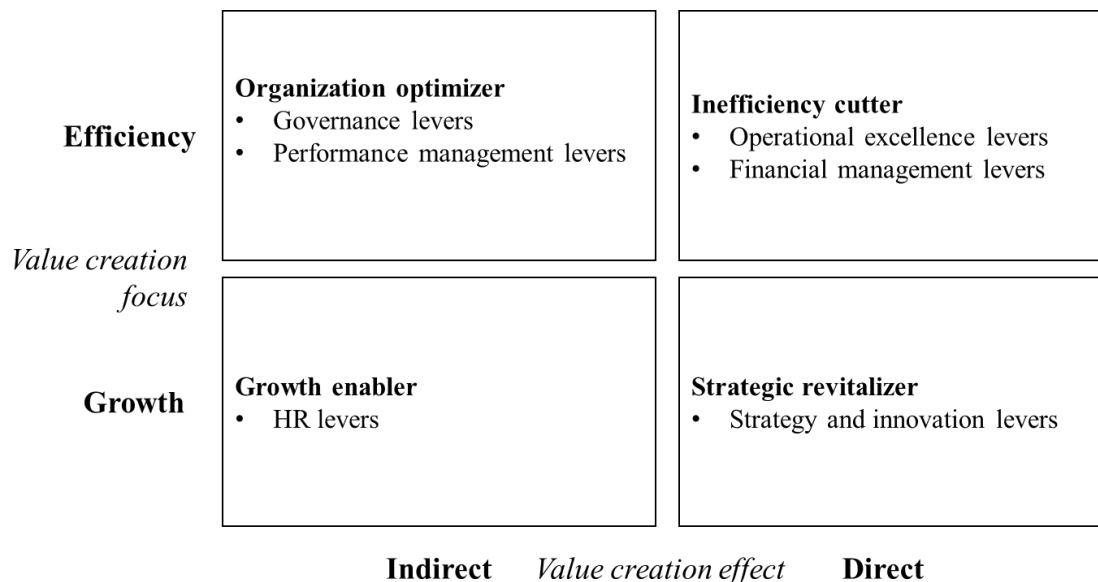 Organization optimizer
• Governance levers
• Performance management levers
Inefficiency cutter
• Operational excellence levers
• Financial management levers
Efficiency
Value creation
focus
Growth
Growth enabler
• HR levers
Strategic revitalizer
• Strategy and innovation levers
Indirect Value creation effect Direct